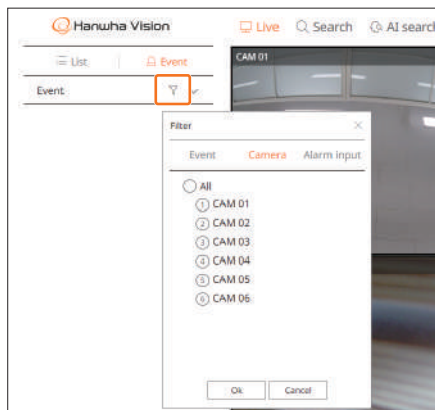 Hanwha Vision
Live Search AI search
List Event
CAM 01
Event
Filter
Event Camera Alarm input
All
1 CAM 01
2 CAM 02
3 CAM 03
4 CAM 04
5 CAM 05
6 CAM 06
Ok Cancel